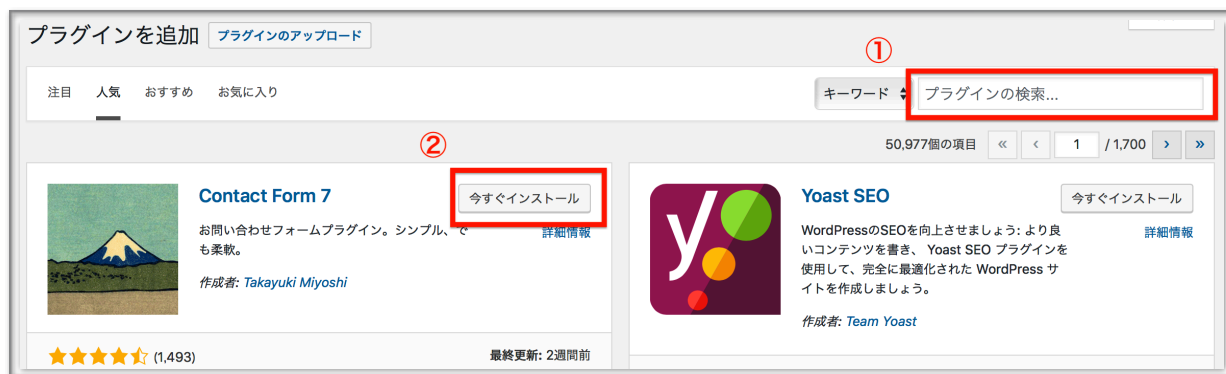 プラグインを追加 プラグインのアップロード
①
注目 人気 おすすめ お気に入り キーワード プラグインの検索...
50,977個の項目 « ‹ 1 / 1,700 › »
②
Contact Form 7 今すぐインストール
お問い合わせフォームプラグイン。シンプル、で 詳細情報
も柔軟。
作成者: Takayuki Miyoshi
(1,493) 最終更新: 2週間前
y
Yoast SEO 今すぐインストール
WordPressのSEOを向上させましょう: より良 詳細情報
いコンテンツを書き、 Yoast SEO プラグインを
使用して、完全に最適化された WordPress サ
イトを作成しましょう。
作成者: Team Yoast